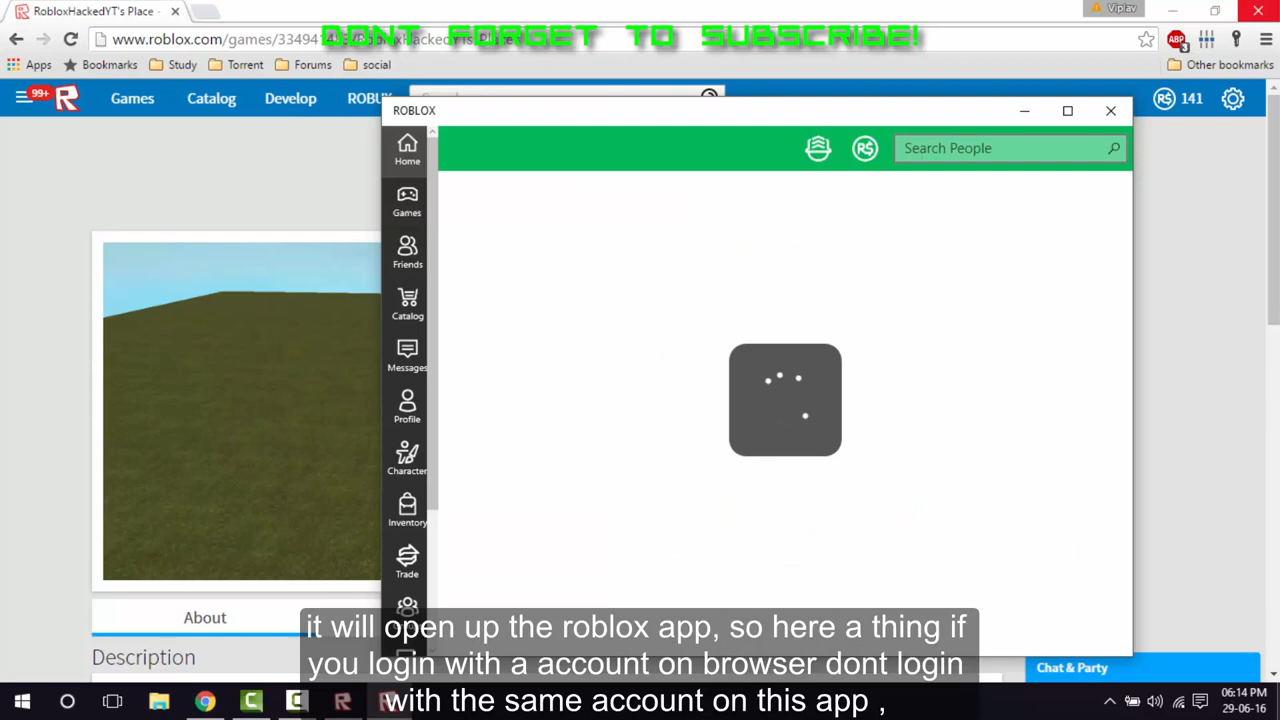 RobloxHackedYT's Place -
Viplav
DONT FORGET TO SUBSCRIBE!
www.roblox.com/games/
ABP
3
Apps
Bookmarks
Study
Torrent
Forums
social
Other bookmarks
99+
R
Games
Catalog
Develop
ROBUX
R$ 141
ROBLOX
Home
R$
Search People
Games
Friends
Catalog
Messages
Profile
Character
Inventory
Trade
About
Description
it will open up the roblox app, so here a thing if
you login with a account on browser dont login
with the same account on this app ,
Chat & Party
06:14 PM
29-06-16